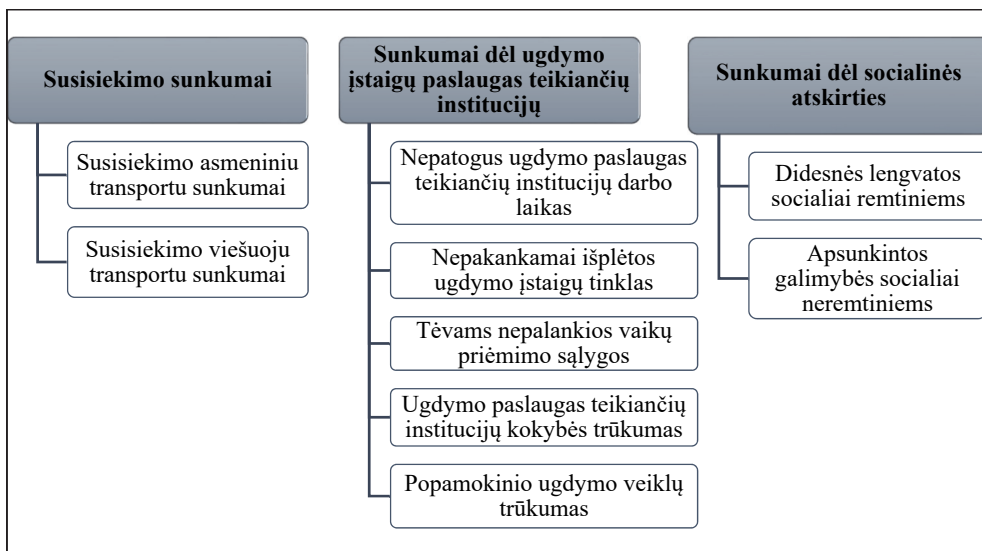 Susisiekimo sunkumai
Susisiekimo asmeniniu
transportu sunkumai
Susisiekimo viešuoju
transportu sunkumai
Sunkumai dėl ugdymo
įstaigų paslaugas teikiančių
institucijų
Nepatogus ugdymo paslaugas
teikiančių institucijų darbo
laikas
Nepakankamai išplėtos
ugdymo įstaigų tinklas
Tėvams nepalankios vaikų
priėmimo sąlygos
Ugdymo paslaugas teikiančių
institucijų kokybės trūkumas
Popamokinio ugdymo veiklų
trūkumas
Sunkumai dėl socialinės
atskirties
Didesnės lengvatos
socialiai remtiniems
Apsunkintos
galimybės socialiai
neremtiniems